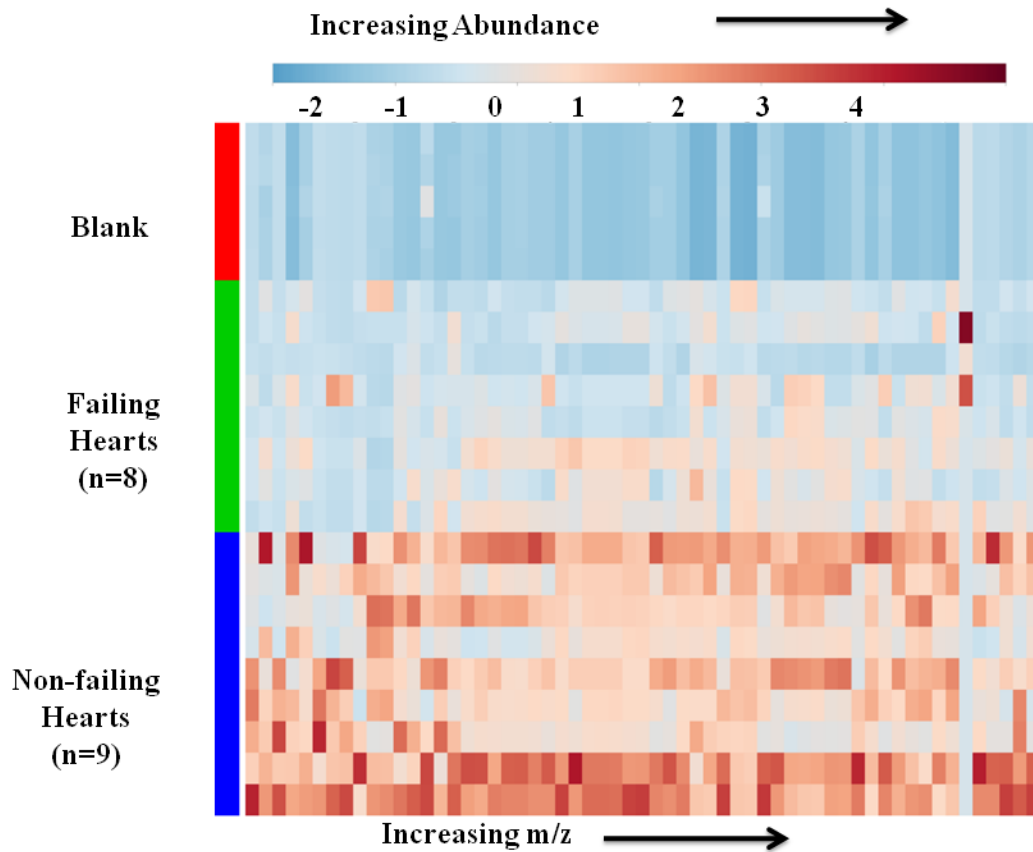 Increasing Abundance
-2 -1 0 1 2 3 4
Blank
Failing
Hearts
(n=8)
Non-failing
Hearts
(n=9)
Increasing m/z